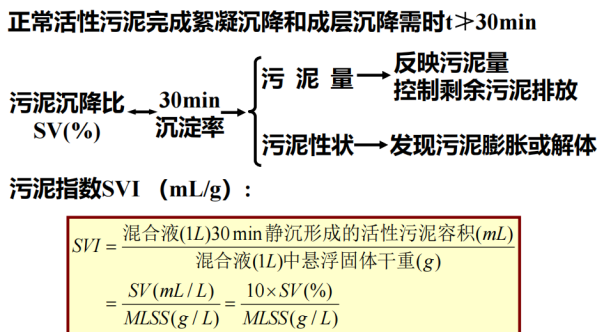 正常活性污泥完成絮凝沉降和成层沉降需时t＞30min
污泥沉降比
SV(%)
30min
沉淀率
污 泥 量
反映污泥量
控制剩余污泥排放
污泥性状
发现污泥膨胀或解体
污泥指数SVI （mL/g）:
SVI = 混合液(1L)30 min静沉形成的活性污泥容积(mL) / 混合液(1L)中悬浮固体干重(g)
= SV(mL / L) / MLSS(g / L) = 10×SV(%) / MLSS(g / L)